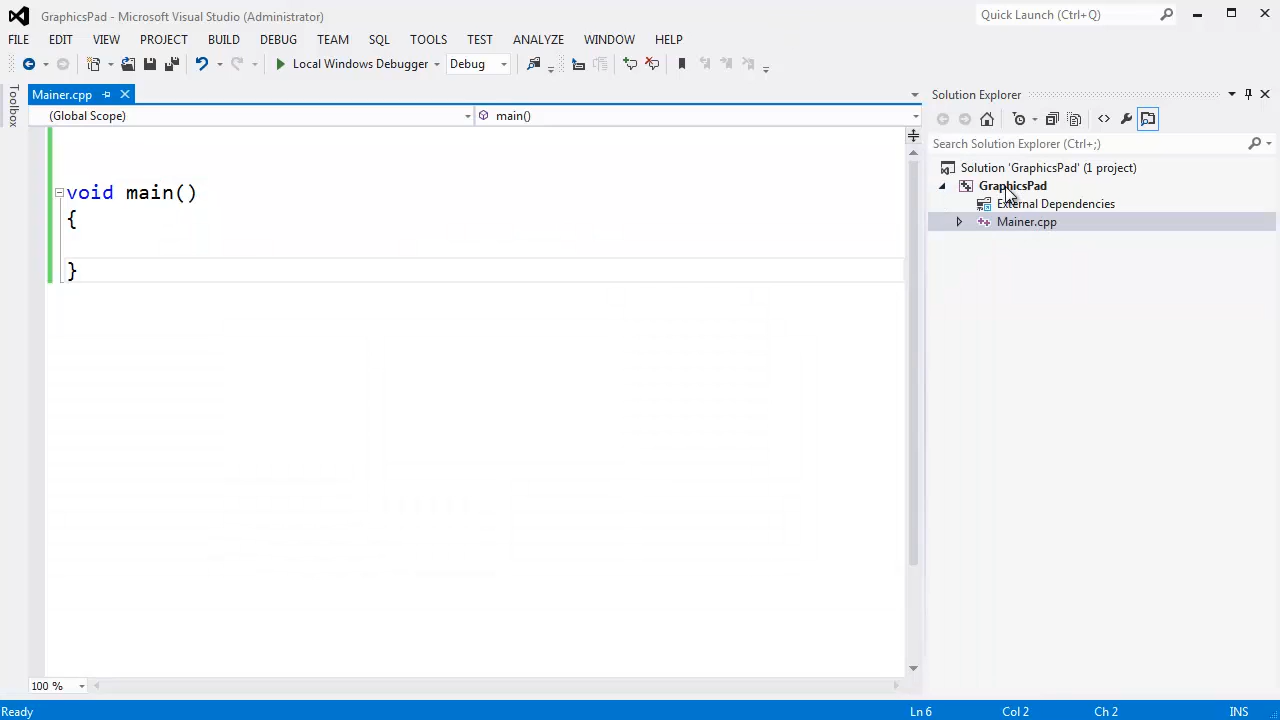 GraphicsPad - Microsoft Visual Studio (Administrator)
Quick Launch (Ctrl+Q)
FILE EDIT VIEW PROJECT BUILD DEBUG TEAM SQL TOOLS TEST ANALYZE WINDOW HELP
Local Windows Debugger Debug
Toolbox
Mainer.cpp
(Global Scope) main()
void main()
{
}
100 %
Solution Explorer
Search Solution Explorer (Ctrl+;)
Solution 'GraphicsPad' (1 project)
GraphicsPad
External Dependencies
Mainer.cpp
Ready Ln 6 Col 2 Ch 2 INS